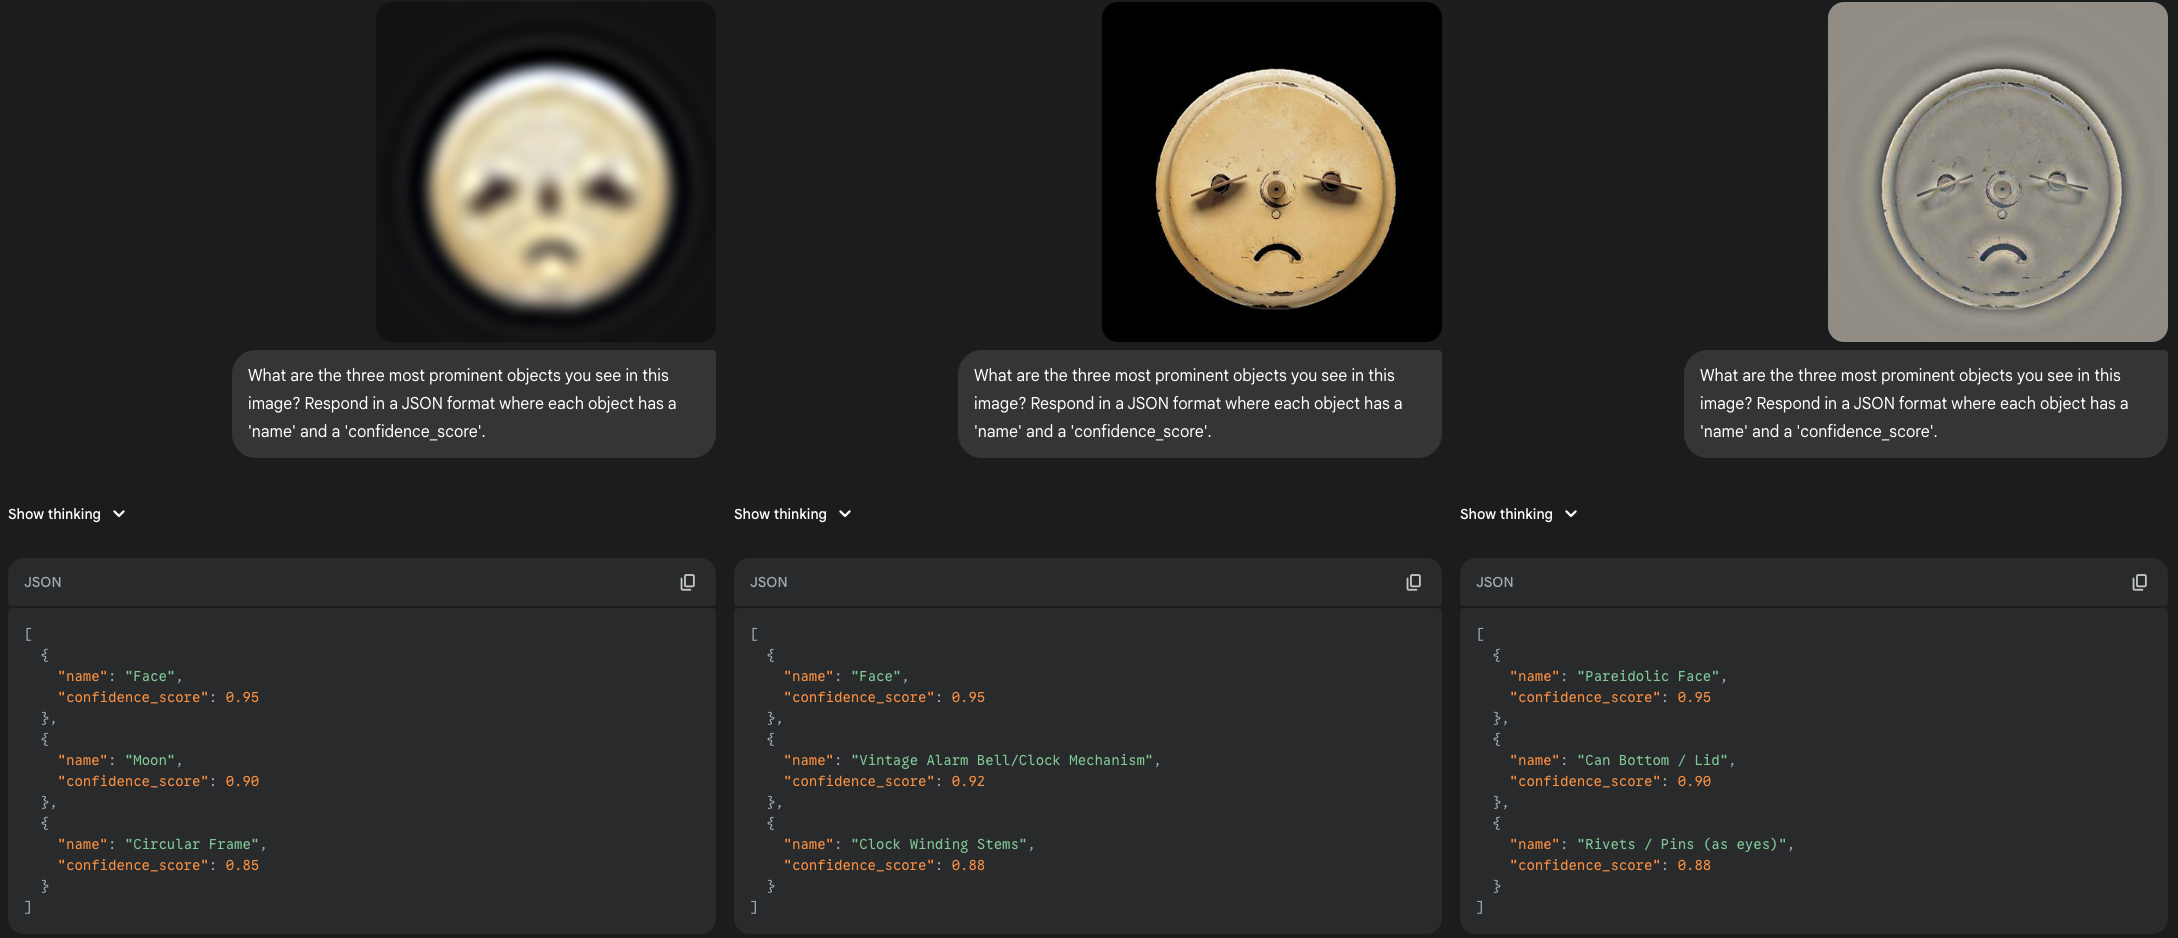 What are the three most prominent objects you see in this
image? Respond in a JSON format where each object has a
'name' and a 'confidence_score'.
Show thinking
JSON
[
{
"name": "Face",
"confidence_score": 0.95
},
{
"name": "Moon",
"confidence_score": 0.90
},
{
"name": "Circular Frame",
"confidence_score": 0.85
}
]
What are the three most prominent objects you see in this
image? Respond in a JSON format where each object has a
'name' and a 'confidence_score'.
Show thinking
JSON
[
{
"name": "Face",
"confidence_score": 0.95
},
{
"name": "Vintage Alarm Bell/Clock Mechanism",
"confidence_score": 0.92
},
{
"name": "Clock Winding Stems",
"confidence_score": 0.88
}
]
What are the three most prominent objects you see in this
image? Respond in a JSON format where each object has a
'name' and a 'confidence_score'.
Show thinking
JSON
[
{
"name": "Pareidolic Face",
"confidence_score": 0.95
},
{
"name": "Can Bottom / Lid",
"confidence_score": 0.90
},
{
"name": "Rivets / Pins (as eyes)",
"confidence_score": 0.88
}
]